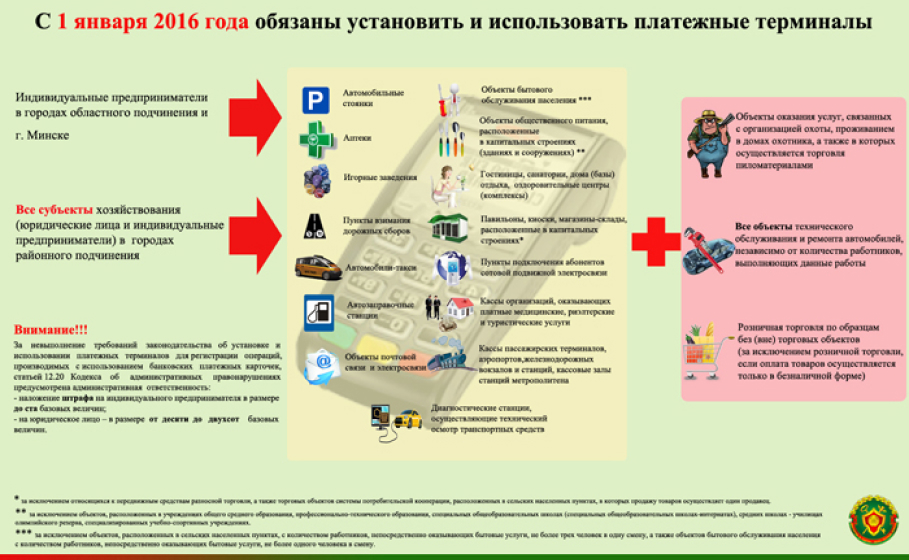 С 1 января 2016 года обязаны установить и использовать платежные терминалы
Индивидуальные предприниматели
в городах областного подчинения и
г. Минске
Все субъекты хозяйствования
(юридические лица и индивидуальные
предприниматели) в городах
районного подчинения
Внимание!!!
За невыполнение требований законодательства об установке и
использовании платежных терминалов для регистрации операций,
производимых с использованием банковских платежных карточек,
статьей 12.20 Кодекса об административных правонарушениях
предусмотрена административная ответственность:
- наложение штрафа на индивидуального предпринимателя в размере
до ста базовых величин;
- на юридическое лицо – в размере от десяти до двухсот базовых
величин.
P
Автомобильные
стоянки
Аптеки
Игорные заведения
Пункты взимания
дорожных сборов
Автомобили-такси
Автозаправочные
станции
@
Объекты почтовой
связи и электросвязи
Объекты бытового
обслуживания населения ***
Объекты общественного питания,
расположенные
в капитальных строениях
(зданиях и сооружениях) **
Гостиницы, санатории, дома (базы)
отдыха, оздоровительные центры
(комплексы)
Павильоны, киоски, магазины-склады,
расположенные в капитальных
строениях*
Пункты подключения абонентов
сотовой подвижной электросвязи
Кассы организаций, оказывающих
платные медицинские, риэлтерские
и туристические услуги
Кассы пассажирских терминалов,
аэропортов,железнодорожных
вокзалов и станций, кассовые залы
станций метрополитена
Диагностические станции,
осуществляющие технический
осмотр транспортных средств
Объекты оказания услуг, связанных
с организацией охоты, проживанием
в домах охотника, а также в которых
осуществляется торговля
пиломатериалами
Все объекты технического
обслуживания и ремонта автомобилей,
независимо от количества работников,
выполняющих данные работы
Розничная торговля по образцам
без (вне) торговых объектов
(за исключением розничной торговли,
если оплата товаров осуществляется
только в безналичной форме)
* за исключением относящихся к передвижным средствам разносной торговли, а также торговых объектов системы потребительской кооперации, расположенных в сельских населенных пунктах, в которых продажу товаров осуществляет один продавец.
** за исключением объектов, расположенных в учреждениях общего среднего образования, профессионально-технического образования, специальных общеобразовательных школах (специальных общеобразовательных школах-интернатах), средних школах - училищах
олимпийского резерва, специализированных учебно-спортивных учреждениях.
*** за исключением объектов, расположенных в сельских населенных пунктах, с количеством работников, непосредственно оказывающих бытовые услуги, не более трех человек в одну смену, а также объектов бытового обслуживания населения
с количеством работников, непосредственно оказывающих бытовые услуги, не более одного человека в смену.